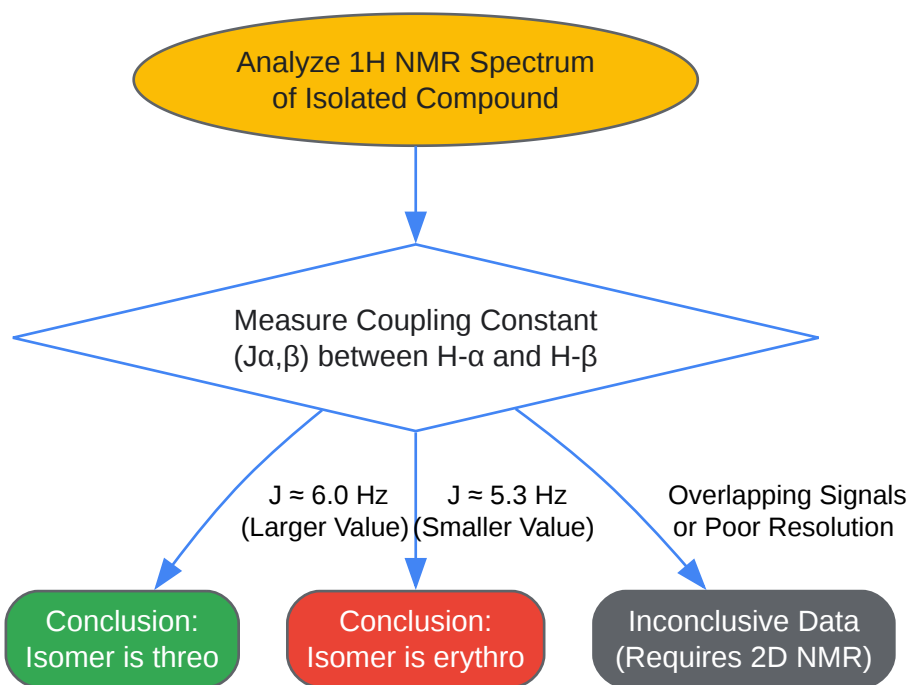 Analyze 1H NMR Spectrum
of Isolated Compound
Measure Coupling Constant
(Jα,β) between H-α and H-β
J ≈ 6.0 Hz
(Larger Value)
J ≈ 5.3 Hz
(Smaller Value)
Overlapping Signals
or Poor Resolution
Conclusion:
Isomer is threo
Conclusion:
Isomer is erythro
Inconclusive Data
(Requires 2D NMR)